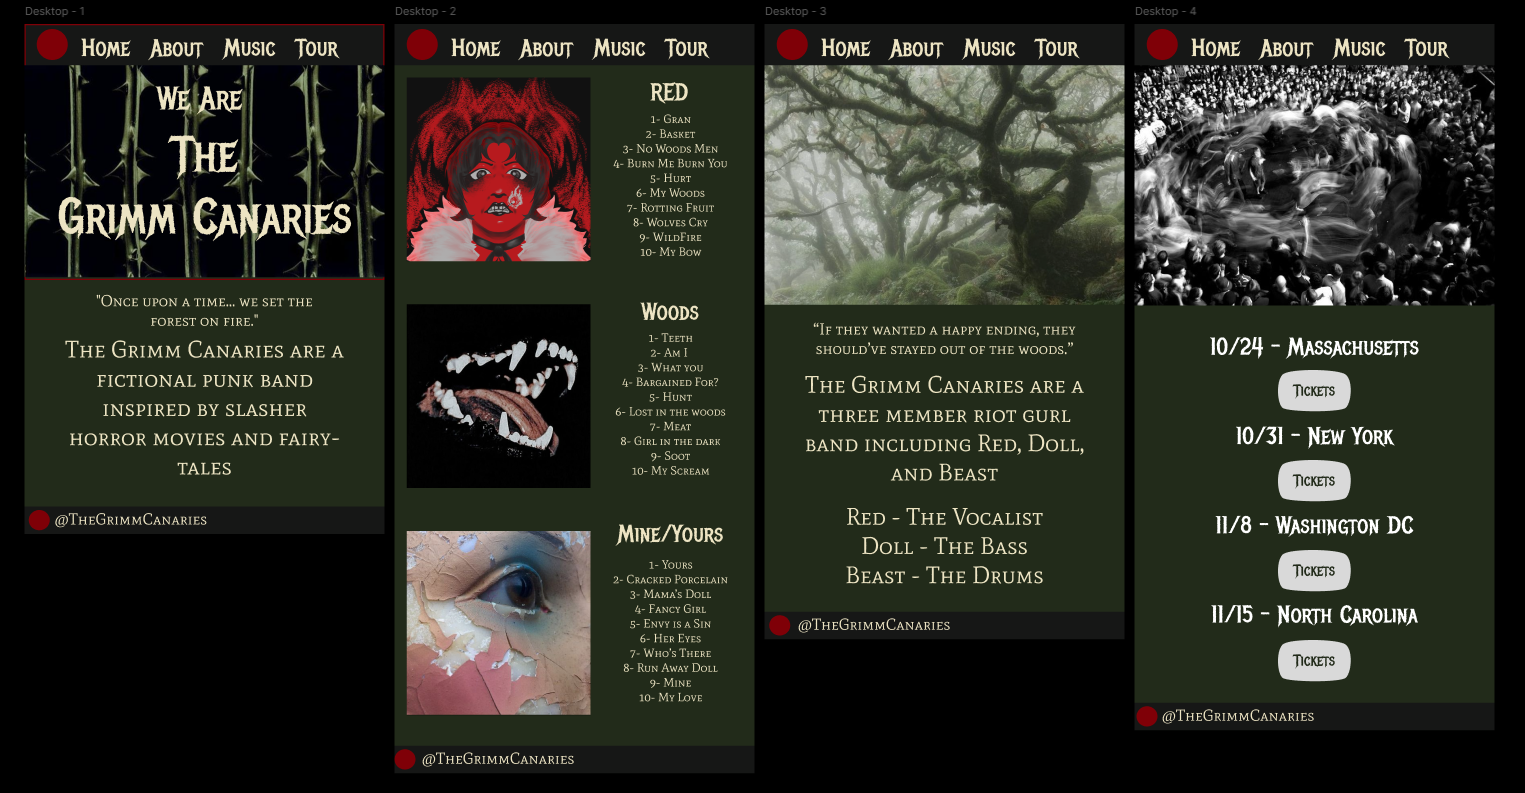 Desktop - 1
Home About Music Tour
We Are
The
Grimm Canaries
"Once upon a time... we set the
forest on fire."
The Grimm Canaries are a
fictional punk band
inspired by slasher
horror movies and fairy-
tales
@TheGrimmCanaries
Desktop - 2
Home About Music Tour
RED
1- Gran
2- Basket
3- No Woods Men
4- Burn Me Burn You
5- Hurt
6- My Woods
7- Rotting Fruit
8- Wolves Cry
9- WildFire
10- My Bow
Woods
1- Teeth
2- Am I
3- What you
4- Bargained For?
5- Hunt
6- Lost in the woods
7- Meat
8- Girl in the dark
9- Soot
10- My Scream
Mine/Yours
1- Yours
2- Cracked Porcelain
3- Mama's Doll
4- Fancy Girl
5- Envy is a Sin
6- Her Eyes
7- Who's There
8- Run Away Doll
9- Mine
10- My Love
@TheGrimmCanaries
Desktop - 3
Home About Music Tour
“If they wanted a happy ending, they
should've stayed out of the woods.”
The Grimm Canaries are a
three member riot gurl
band including Red, Doll,
and Beast
Red - The Vocalist
Doll - The Bass
Beast - The Drums
@TheGrimmCanaries
Desktop - 4
Home About Music Tour
10/24 - Massachusetts
Tickets
10/31 - New York
Tickets
11/8 - Washington DC
Tickets
11/15 - North Carolina
Tickets
@TheGrimmCanaries